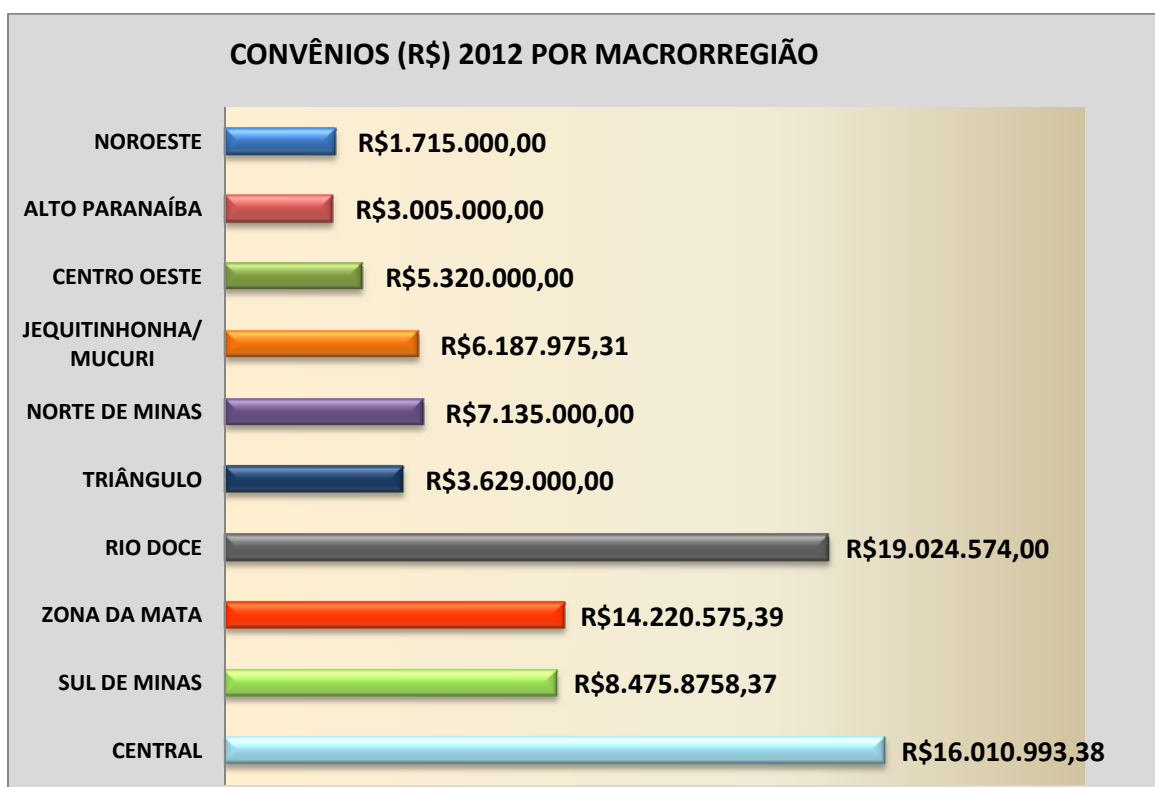 CONVÊNIOS (R$) 2012 POR MACRORREGIÃO
NOROESTE R$1.715.000,00
ALTO PARANAÍBA R$3.005.000,00
CENTRO OESTE R$5.320.000,00
JEQUITINHONHA/
MUCURI R$6.187.975,31
NORTE DE MINAS R$7.135.000,00
TRIÂNGULO R$3.629.000,00
RIO DOCE R$19.024.574,00
ZONA DA MATA R$14.220.575,39
SUL DE MINAS R$8.475.8758,37
CENTRAL R$16.010.993,38